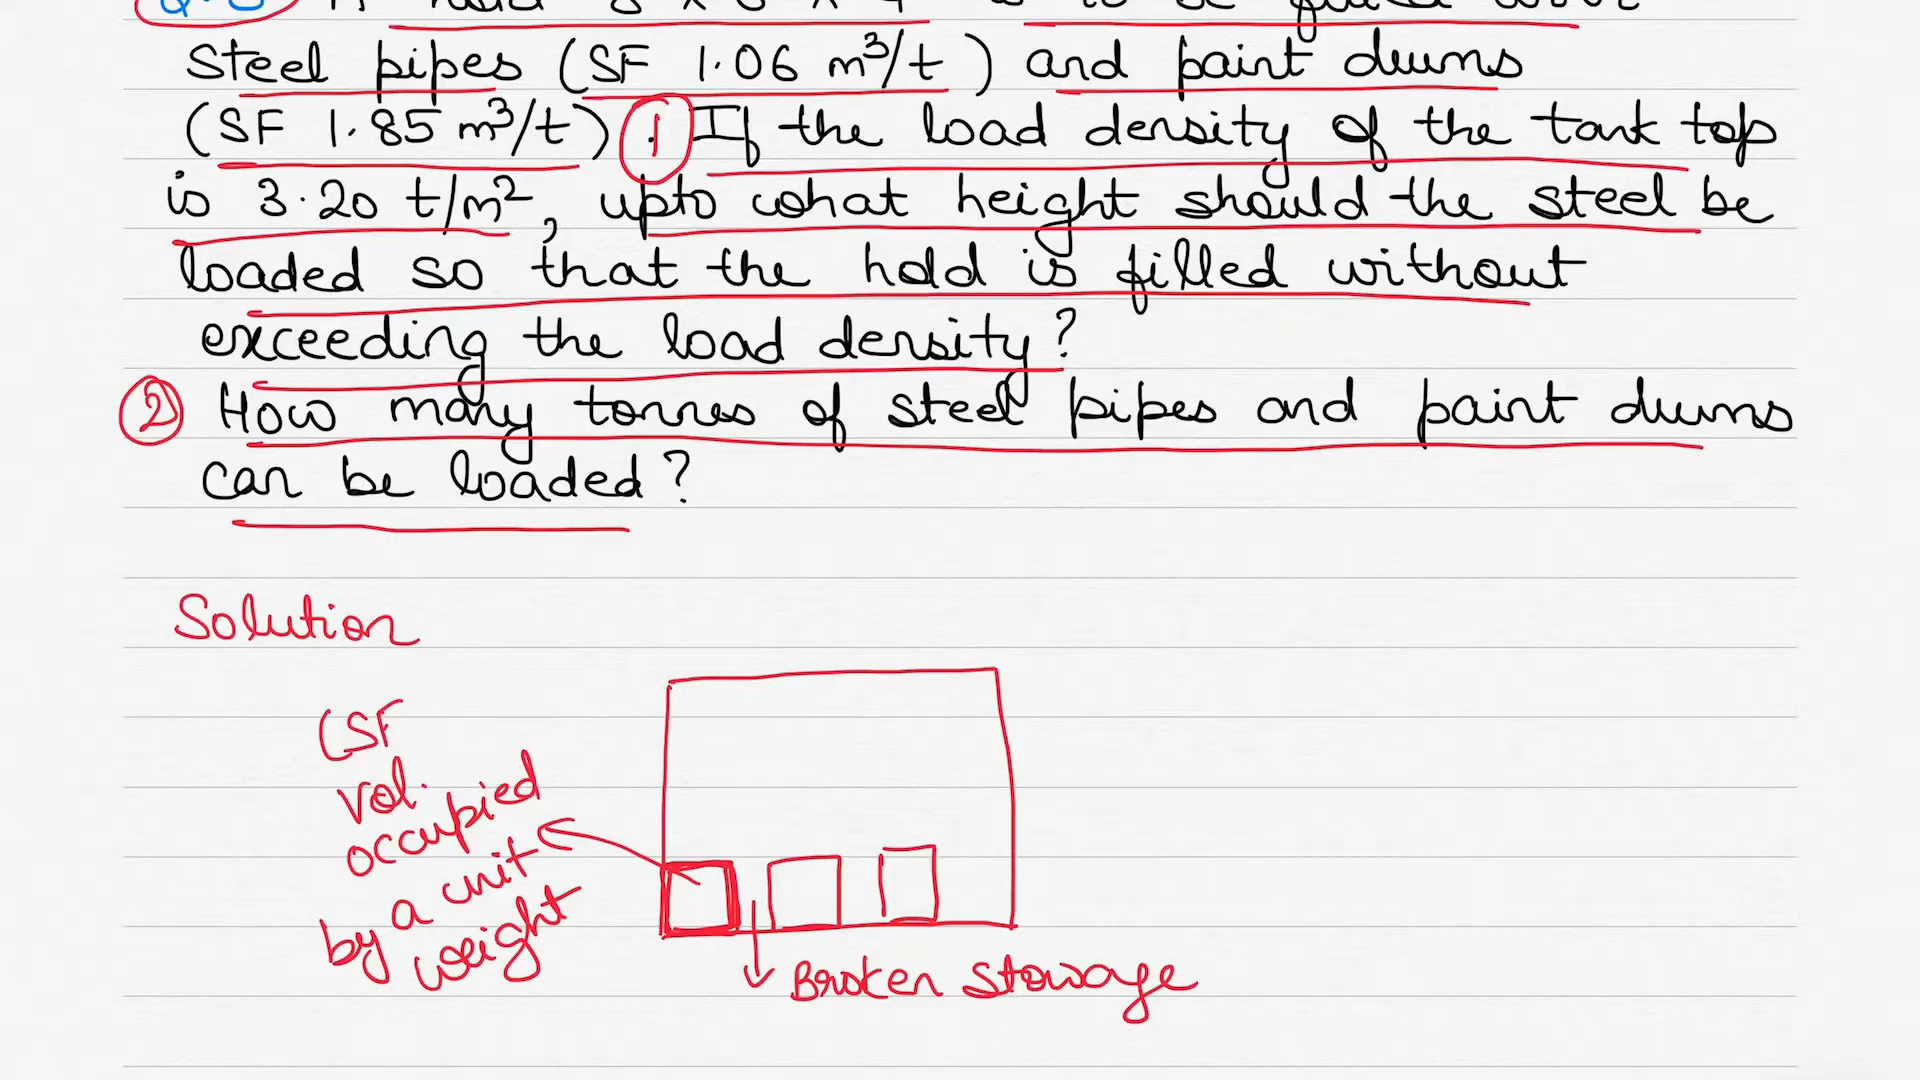 steel pipes (SF 1.06 m³/t) and paint drums
(SF 1.85 m³/t) 1 If the load density of the tank top
is 3.20 t/m², upto what height should the steel be
loaded so that the hold is filled without
exceeding the load density?
2 How many tonnes of steel pipes and paint drums
can be loaded?
Solution
(SF
vol.
occupied
by a unit
weight
Broken Stowage